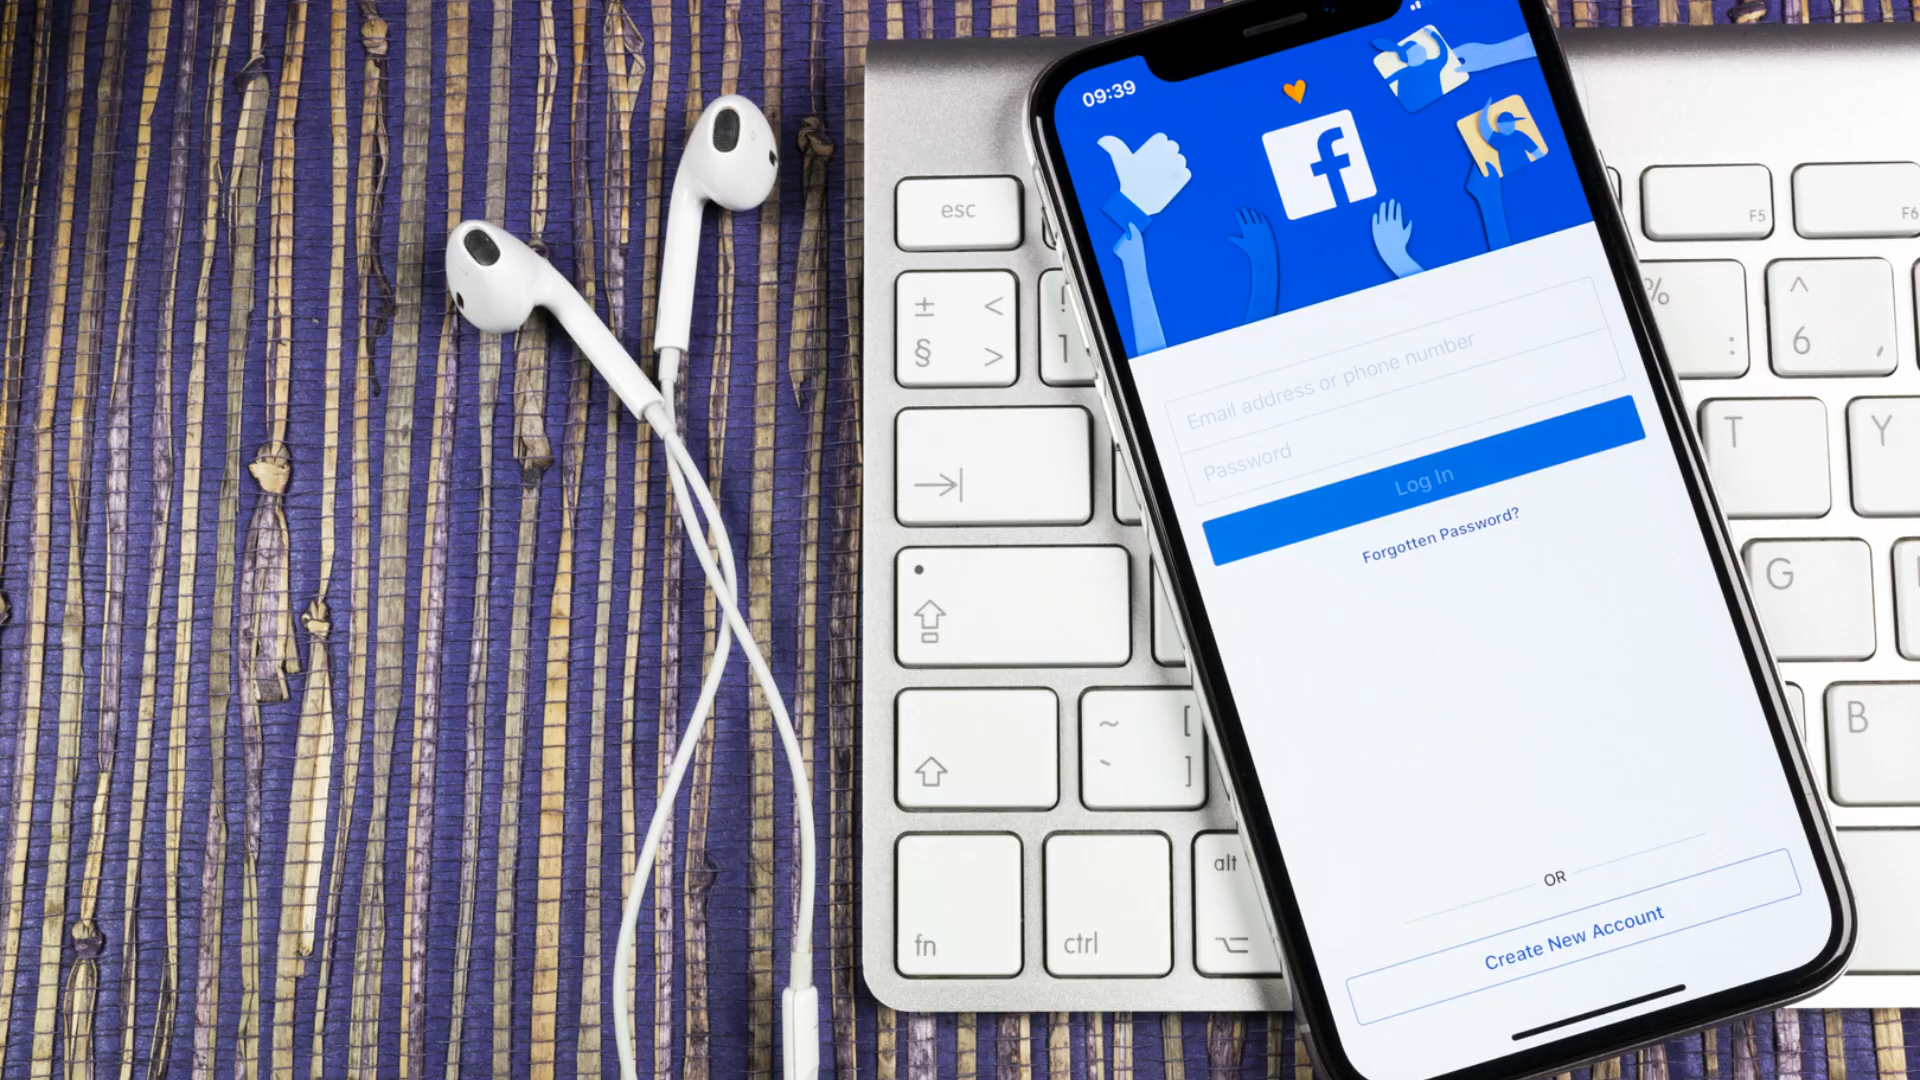 09:39
f
Email address or phone number
Password
Log In
Forgotten Password?
OR
Create New Account
esc
F5
F6
± <
§ >
!
1
%
:
^
6 ,
T
Y
G
~ [
` ]
B
fn
ctrl
alt